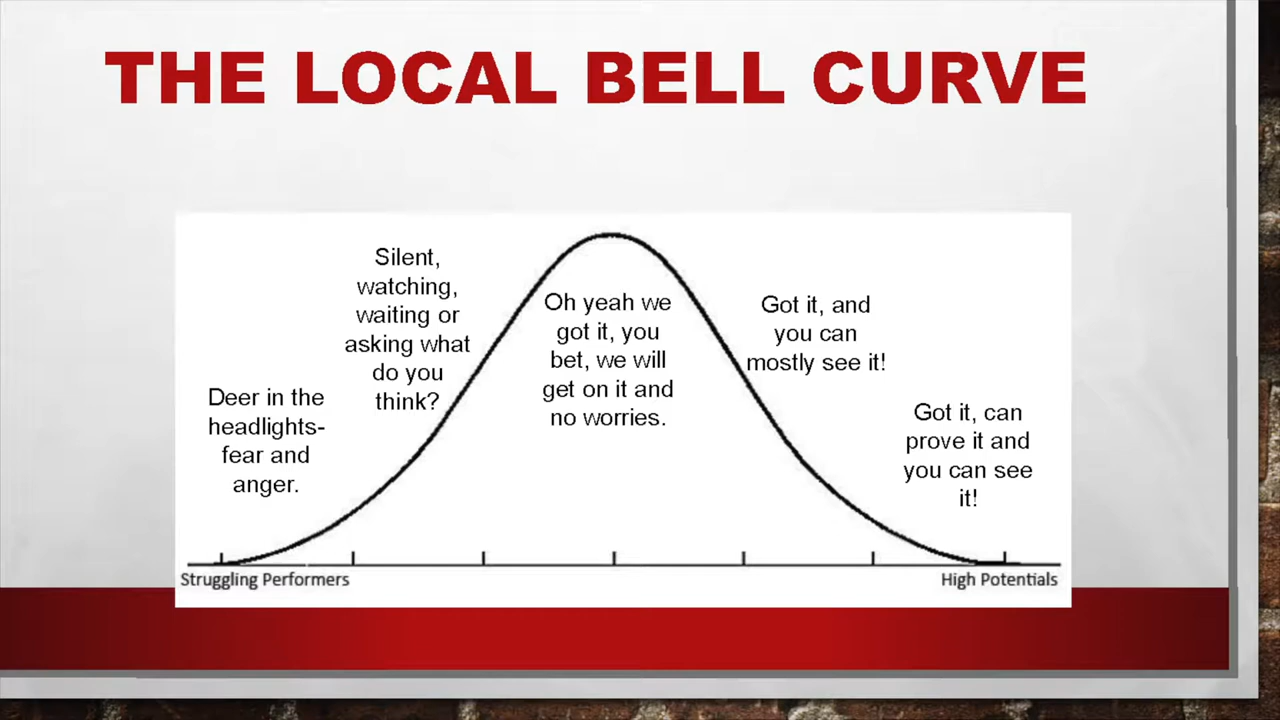 THE LOCAL BELL CURVE
Deer in the
headlights-
fear and
anger.
Silent,
watching,
waiting or
asking what
do you
think?
Oh yeah we
got it, you
bet, we will
get on it and
no worries.
Got it, and
you can
mostly see it!
Got it, can
prove it and
you can see
it!
Struggling Performers
High Potentials